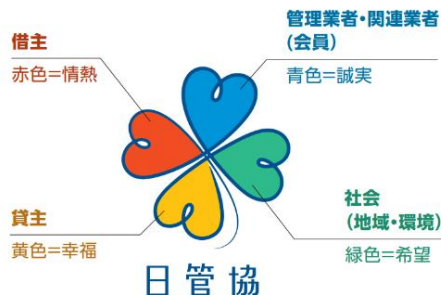 借主
赤色=情熱
管理業者・関連業者
(会員)
青色=誠実
貸主
黄色=幸福
社会
(地域・環境)
緑色=希望
日管協